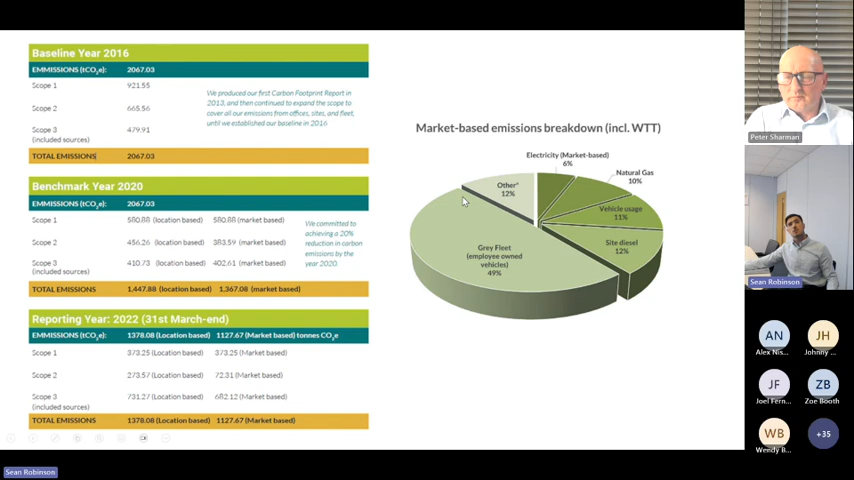 Baseline Year 2016
EMMISSIONS (tCO₂e): 2067.03
Scope 1 921.55
Scope 2 665.56
Scope 3 479.91
(included sources)
We produced our first Carbon Footprint Report in
2013, and then continued to expand the scope to
cover all our emissions from offices, sites, and fleet,
until we established our baseline in 2016
TOTAL EMISSIONS 2067.03
Benchmark Year 2020
EMMISSIONS (tCO₂e): 2067.03
Scope 1 580.88 (location based) 580.88 (market based)
Scope 2 456.26 (location based) 383.59 (market based)
Scope 3 410.73 (location based) 402.61 (market based)
(included sources)
We committed to
achieving a 20%
reduction in carbon
emissions by the
year 2020.
TOTAL EMISSIONS 1,447.88 (location based) 1,367.08 (market based)
Reporting Year: 2022 (31st March-end)
EMMISSIONS (tCO₂e): 1378.08 (Location based) 1127.67 (Market based) tonnes CO₂e
Scope 1 373.25 (Location based) 373.25 (Market based)
Scope 2 273.57 (Location based) 72.31 (Market based)
Scope 3 731.27 (Location based) 682.12 (Market based)
(included sources)
TOTAL EMISSIONS 1378.08 (Location based) 1127.67 (Market based)
Market-based emissions breakdown (incl. WTT)
Electricity (Market-based)
6%
Natural Gas
10%
Vehicle usage
11%
Site diesel
12%
Grey Fleet
(employee owned
vehicles)
49%
Other*
12%
Peter Sharman
Sean Robinson
AN
Alex Nis...
JH
Johnny ...
JF
Joel Fern...
ZB
Zoe Booth
WB
Wendy B...
+35
Sean Robinson